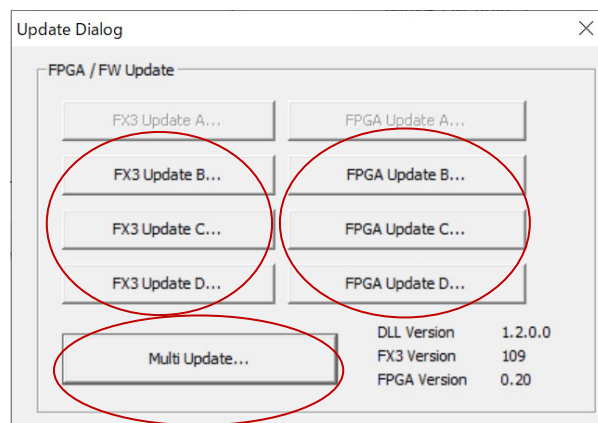 Update Dialog
FPGA / FW Update
FX3 Update A... FPGA Update A...
FX3 Update B... FPGA Update B...
FX3 Update C... FPGA Update C...
FX3 Update D... FPGA Update D...
Multi Update...
DLL Version 1.2.0.0
FX3 Version 109
FPGA Version 0.20